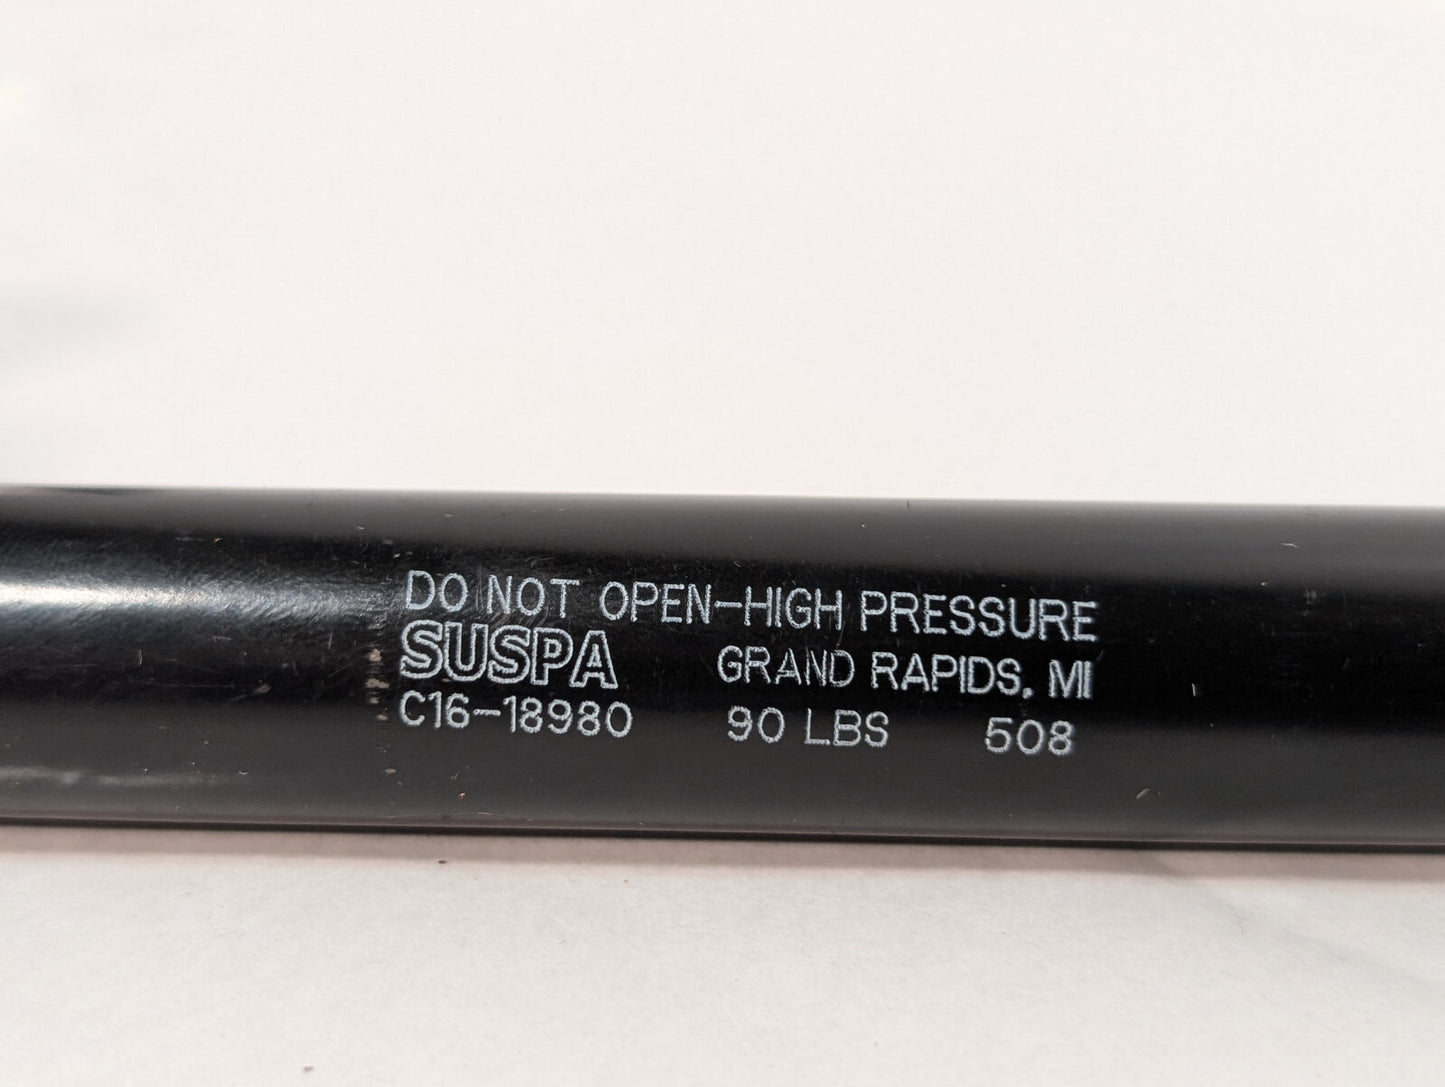 DO NOT OPEN-HIGH PRESSURE
SUSPA GRAND RAPIDS, MI
C16-18980 90 LBS 508